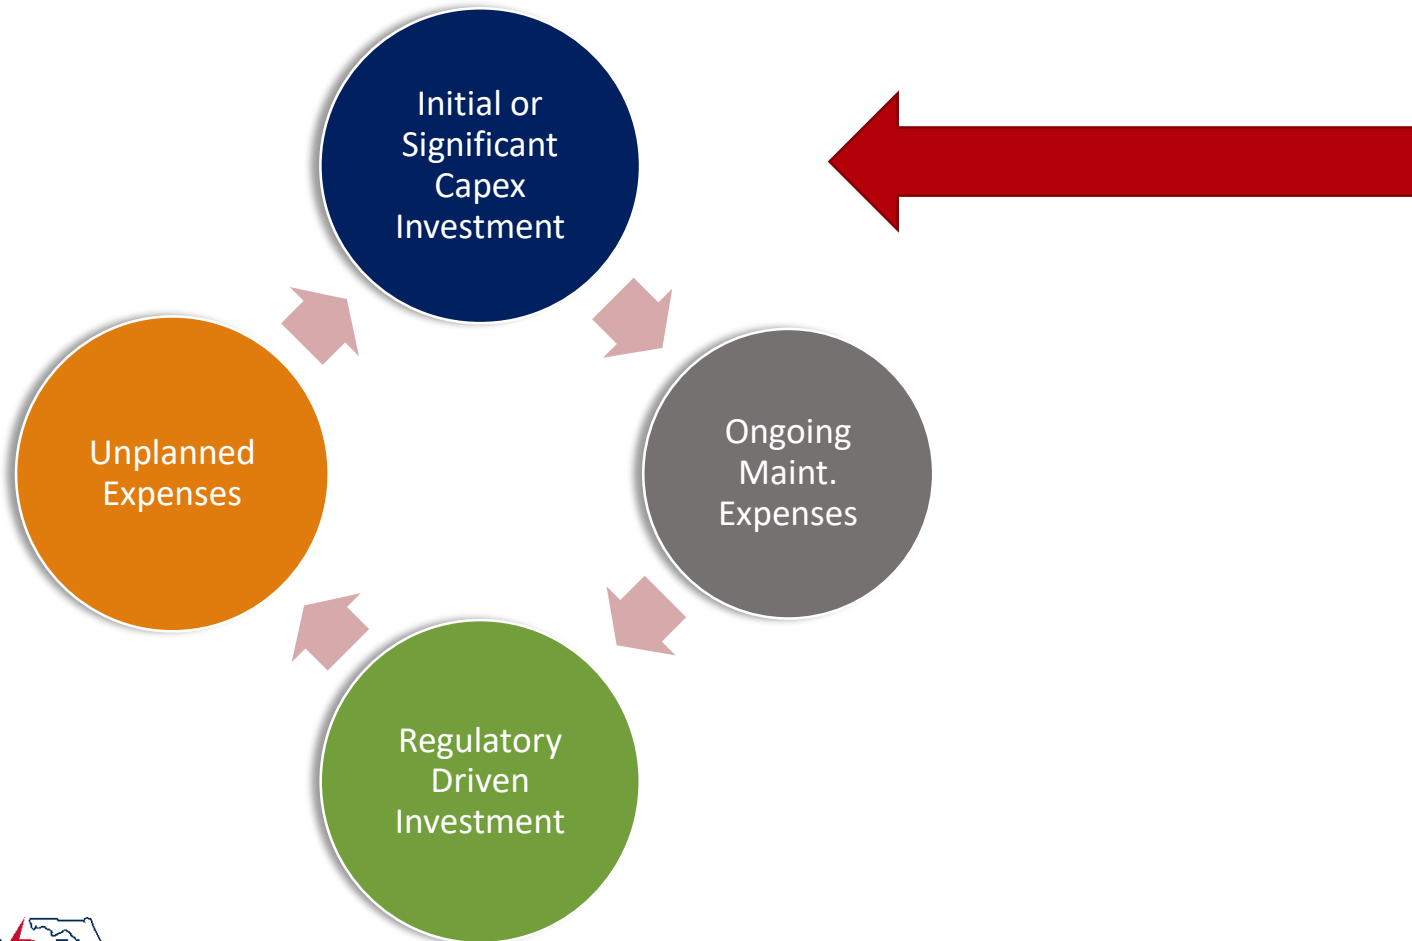 Initial or
Significant
Capex
Investment
Ongoing
Maint.
Expenses
Regulatory
Driven
Investment
Unplanned
Expenses